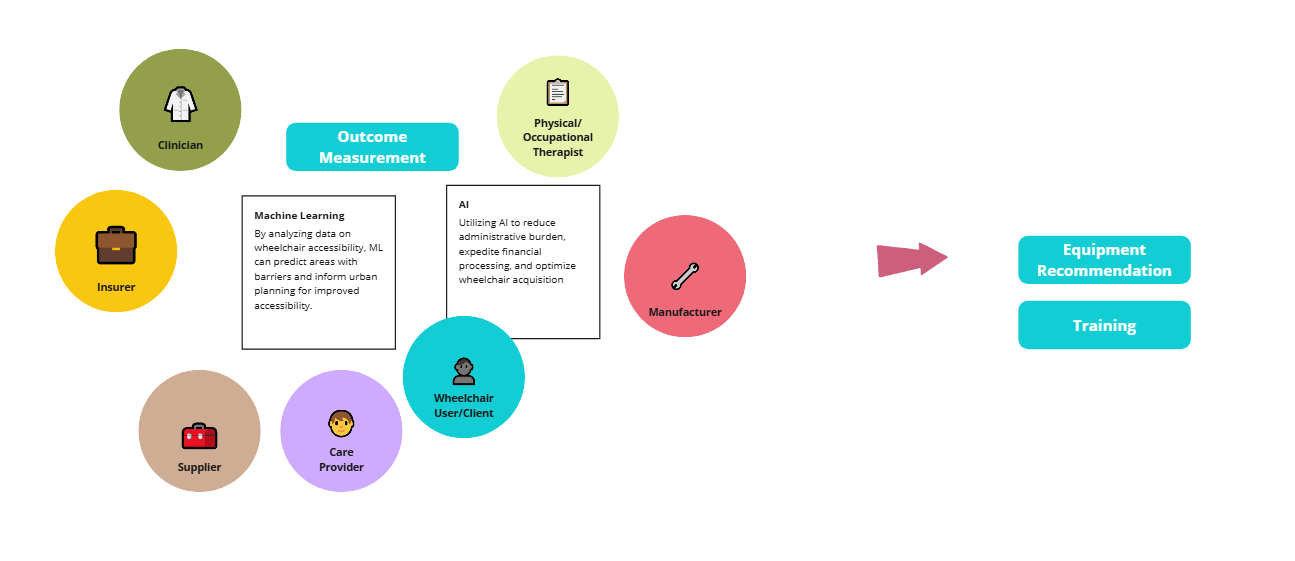 Clinician
Outcome
Measurement
Physical/
Occupational
Therapist
Insurer
Machine Learning
By analyzing data on
wheelchair accessibility, ML
can predict areas with
barriers and inform urban
planning for improved
accessibility.
AI
Utilizing AI to reduce
administrative burden,
expedite financial
processing, and optimize
wheelchair acquisition
Manufacturer
Equipment
Recommendation
Training
Supplier
Care
Provider
Wheelchair
User/Client